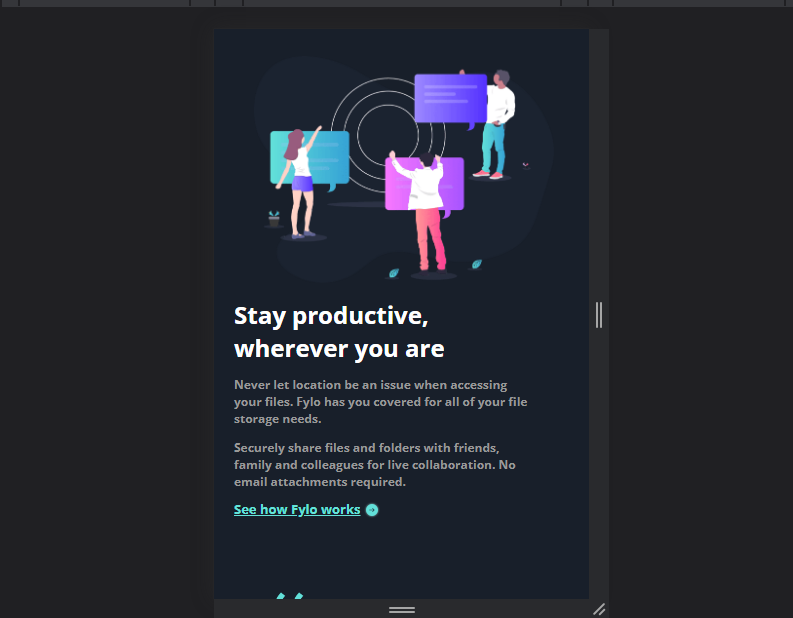 Stay productive,
wherever you are
Never let location be an issue when accessing
your files. Fylo has you covered for all of your file
storage needs.
Securely share files and folders with friends,
family and colleagues for live collaboration. No
email attachments required.
See how Fylo works